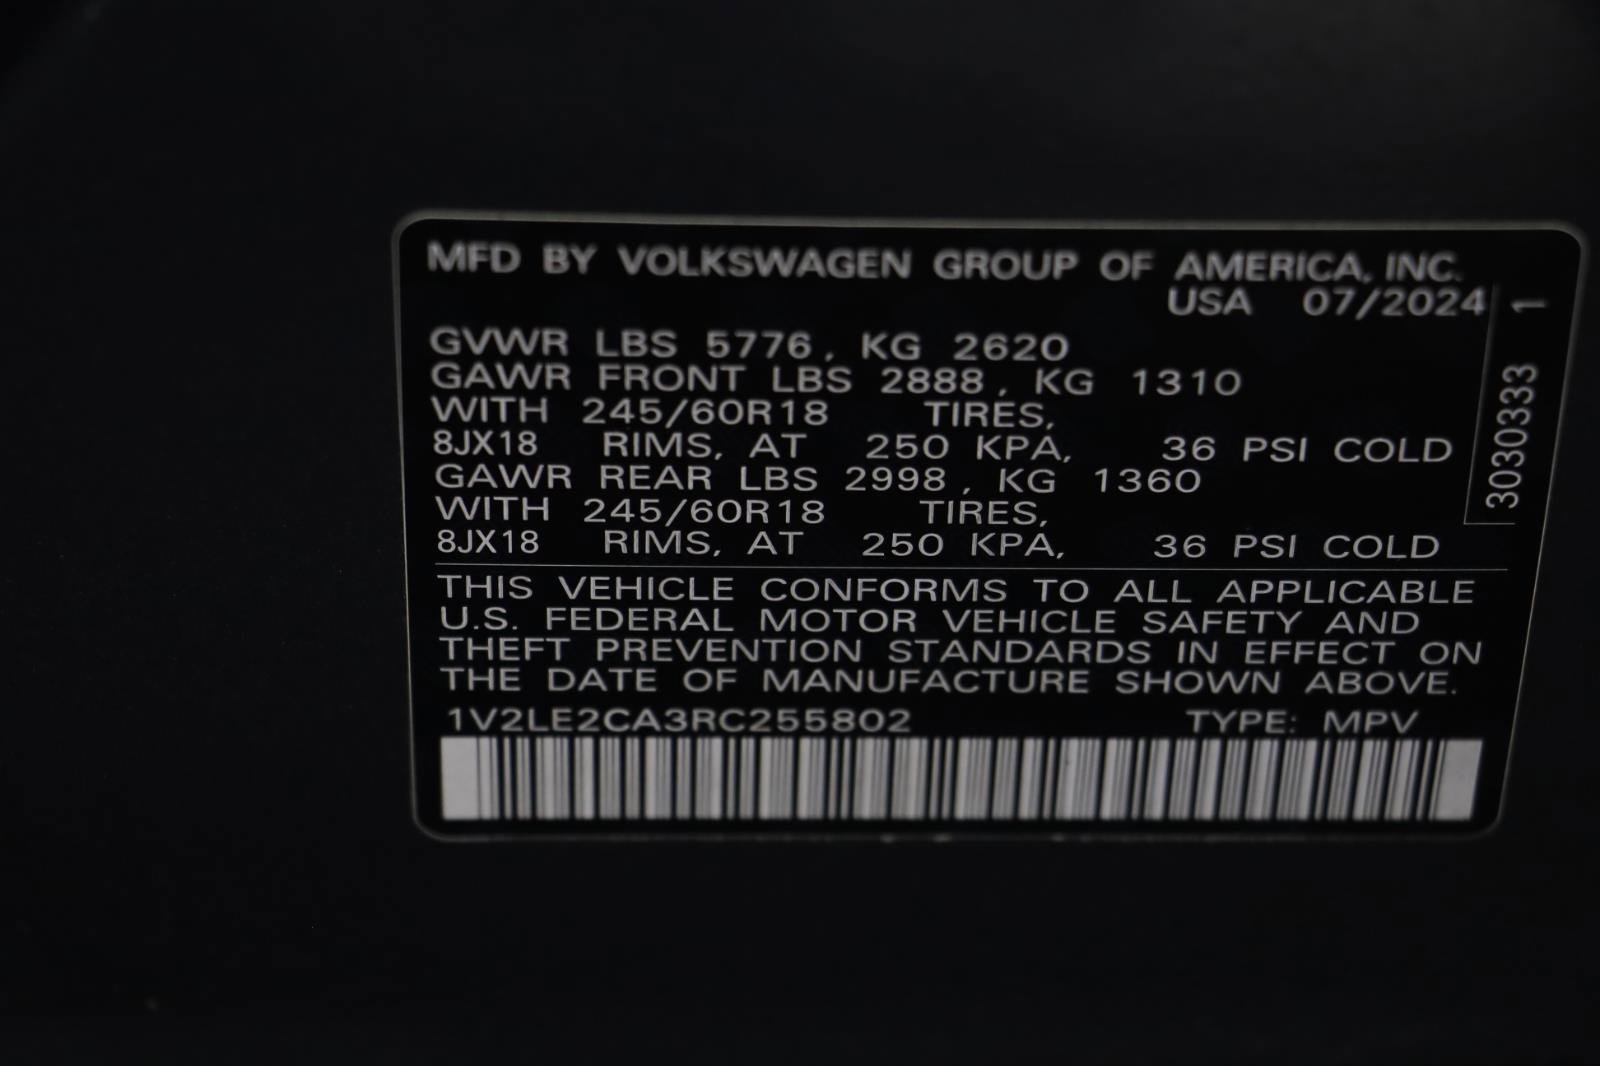 MFD BY VOLKSWAGEN GROUP OF AMERICA, INC.
USA 07/2024
GVWR LBS 5776, KG 2620
GAWR FRONT LBS 2888, KG 1310
WITH 245/60R18 TIRES,
8JX18 RIMS, AT 250 KPA, 36 PSI COLD
GAWR REAR LBS 2998, KG 1360
WITH 245/60R18 TIRES,
8JX18 RIMS, AT 250 KPA, 36 PSI COLD
THIS VEHICLE CONFORMS TO ALL APPLICABLE
U.S. FEDERAL MOTOR VEHICLE SAFETY AND
THEFT PREVENTION STANDARDS IN EFFECT ON
THE DATE OF MANUFACTURE SHOWN ABOVE.
1V2LE2CA3RC255802 TYPE: MPV
3030333 1